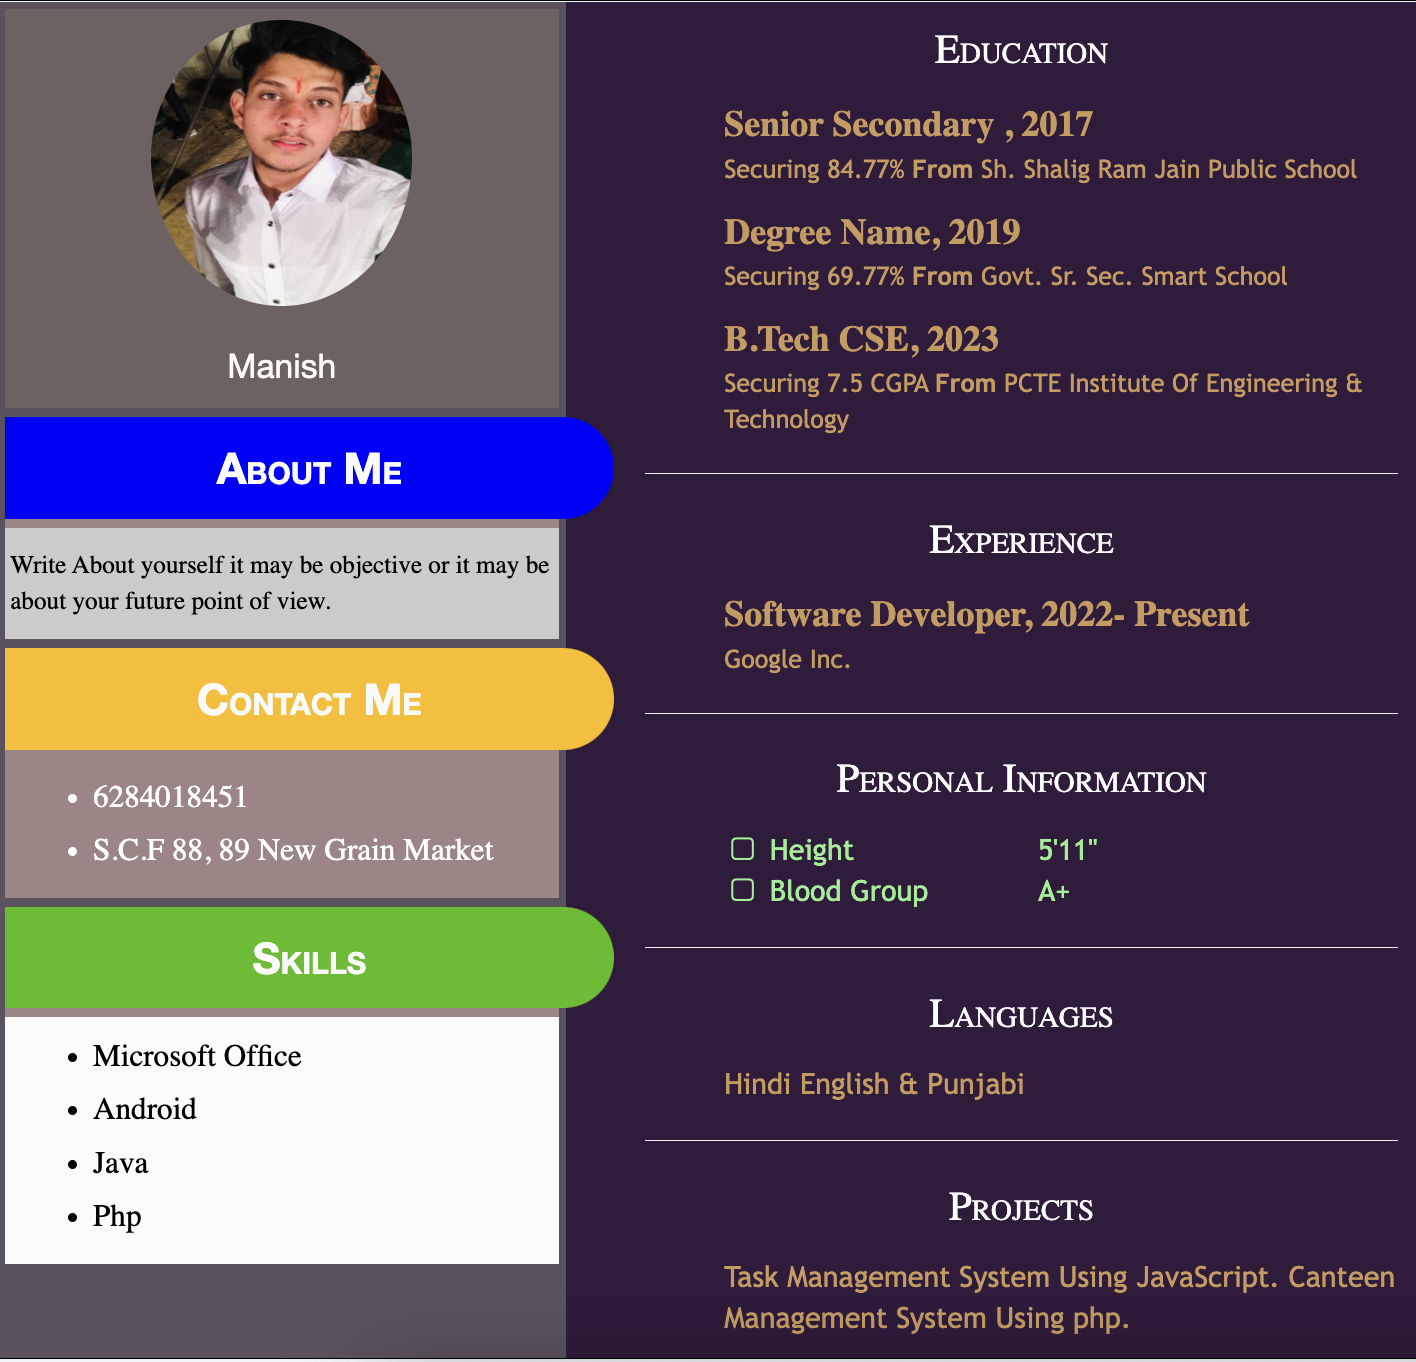 Manish
About Me
Write About yourself it may be objective or it may be
about your future point of view.
Contact Me
6284018451
S.C.F 88, 89 New Grain Market
Skills
Microsoft Office
Android
Java
Php
Education
Senior Secondary , 2017
Securing 84.77% From Sh. Shalig Ram Jain Public School
Degree Name, 2019
Securing 69.77% From Govt. Sr. Sec. Smart School
B.Tech CSE, 2023
Securing 7.5 CGPA From PCTE Institute Of Engineering &
Technology
Experience
Software Developer, 2022- Present
Google Inc.
Personal Information
Height 5'11"
Blood Group A+
Languages
Hindi English & Punjabi
Projects
Task Management System Using JavaScript. Canteen
Management System Using php.